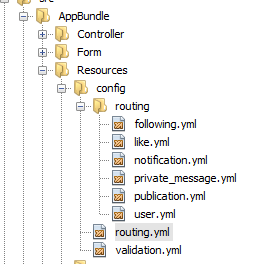 src
AppBundle
Controller
Form
Resources
config
routing
following.yml
like.yml
notification.yml
private_message.yml
publication.yml
user.yml
routing.yml
validation.yml